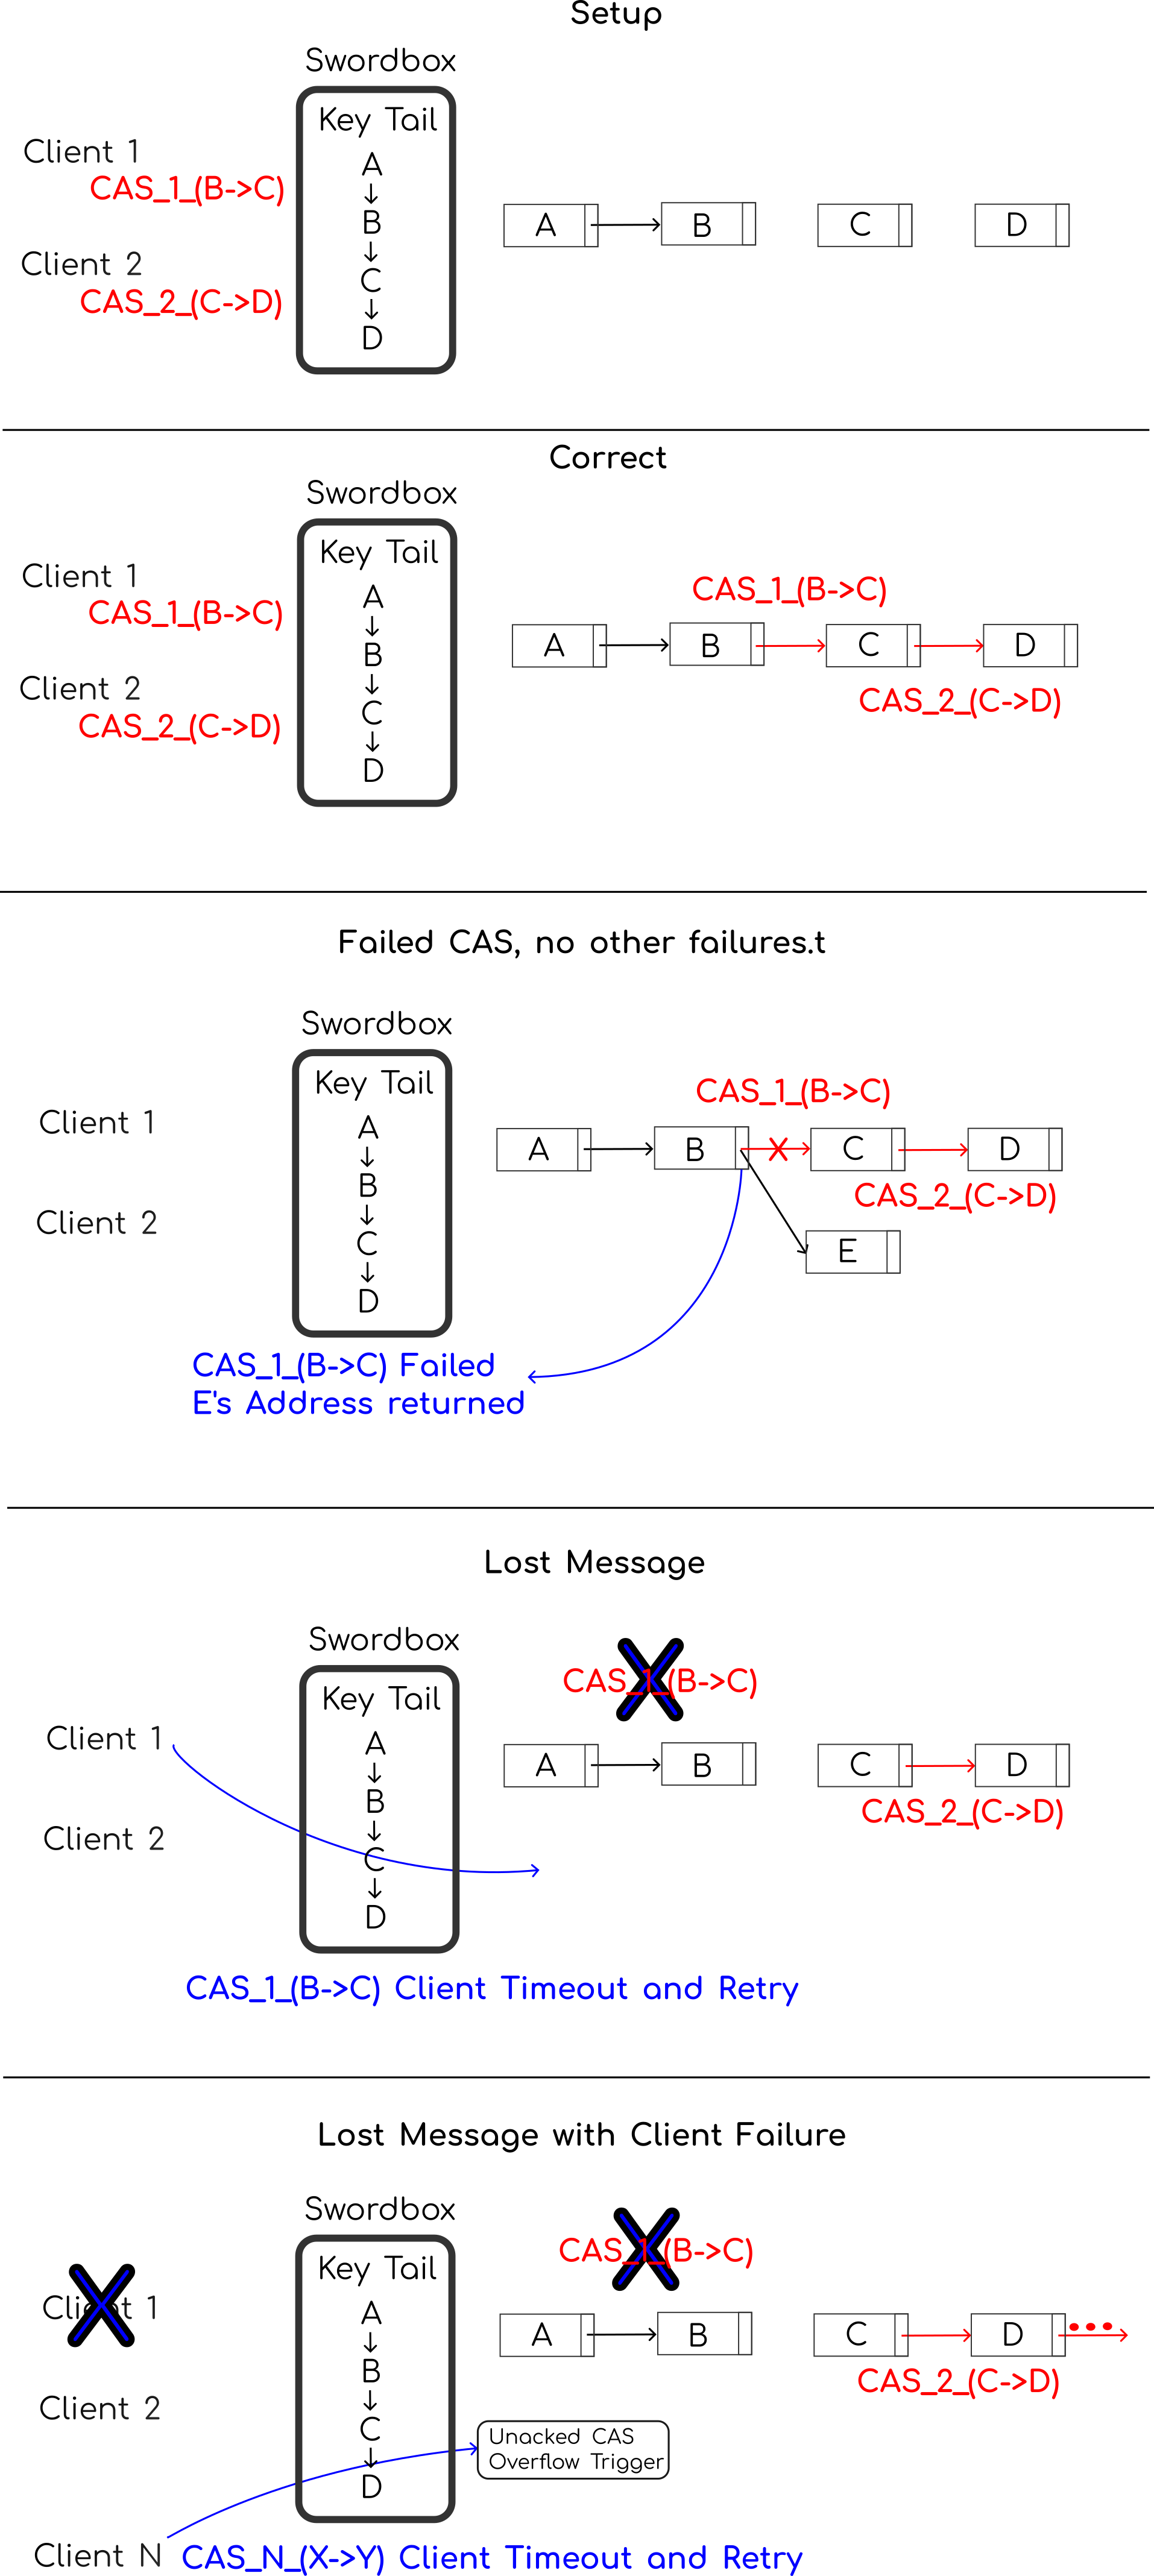 Setup
Swordbox
Key Tail
Client 1
CAS_1_(B->C)
Client 2
CAS_2_(C->D)
A
B
C
D
A
B
C
D
Correct
Swordbox
Key Tail
Client 1
CAS_1_(B->C)
Client 2
CAS_2_(C->D)
A
B
C
D
CAS_1_(B->C)
A
B
C
D
CAS_2_(C->D)
Failed CAS, no other failures.t
Swordbox
Key Tail
Client 1
Client 2
A
B
C
D
CAS_1_(B->C)
A
B
C
D
CAS_2_(C->D)
E
CAS_1_(B->C) Failed
E's Address returned
Lost Message
Swordbox
Key Tail
Client 1
Client 2
A
B
C
D
CAS_1_(B->C)
A
B
C
D
CAS_2_(C->D)
CAS_1_(B->C) Client Timeout and Retry
Lost Message with Client Failure
Swordbox
Key Tail
Client 1
Client 2
A
B
C
D
CAS_1_(B->C)
A
B
C
D
CAS_2_(C->D)
Unacked CAS
Overflow Trigger
Client N
CAS_N_(X->Y) Client Timeout and Retry